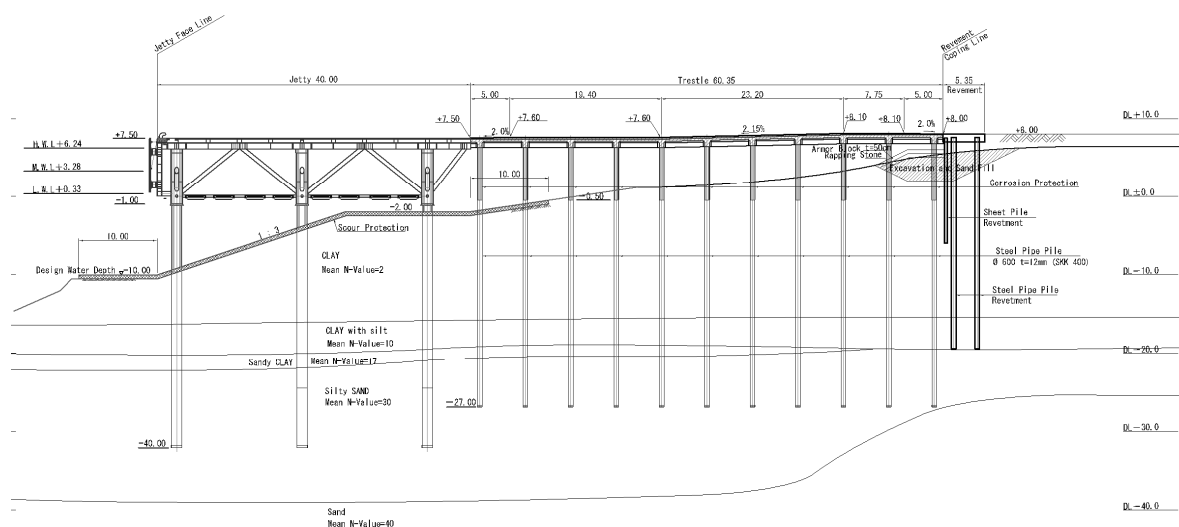 Jetty Face Line
Revement
Coping Line
Jetty 40.00
Trestle 60.35
5.35
Revement
5.00
19.40
23.20
7.75
5.00
DL+10.0
+7.50
H.W.L+6.24
M.W.L+3.28
L.W.L+0.33
-1.00
+7.50
2.0%
+7.60
+7.60
2.15%
+8.10
+8.10
2.0%
+8.00
+8.00
Armor Block t=50cm
Rapping Stone
Excavation and Sand Fill
10.00
-0.50
Corrosion Protection
DL±0.0
-2.00
Scour Protection
1 : 3
10.00
Sheet Pile
Revetment
CLAY
Mean N-Value=2
Design Water Depth
-10.00
Steel Pipe Pile
Ø 600 t=12mm (SKK 400)
DL-10.0
Steel Pipe Pile
Revetment
CLAY with silt
Mean N-Value=10
Sandy CLAY
Mean N-Value=17
DL-20.0
Silty SAND
Mean N-Value=30
-27.00
-40.00
DL-30.0
Sand
Mean N-Value=40
DL-40.0